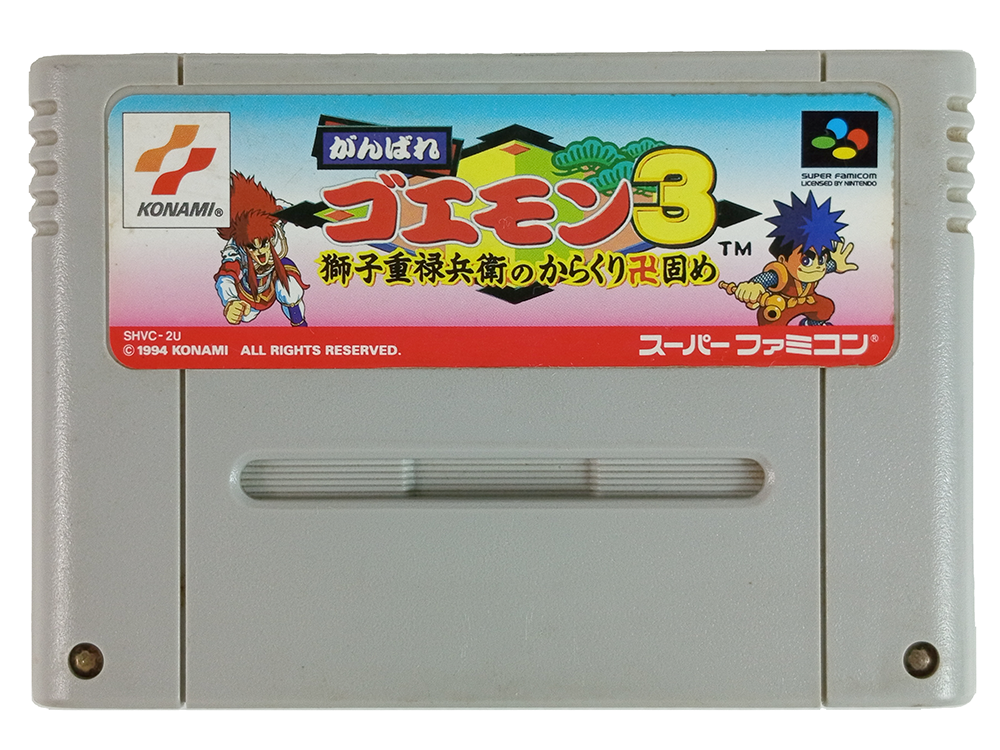 KONAMI®
がんばれ
ゴエモン3
TM
獅子重禄兵衛のからくり卍固め
SUPER FAMICOM
LICENSED BY NINTENDO
SHVC-2U
© 1994 KONAMI ALL RIGHTS RESERVED.
スーパーファミコン®